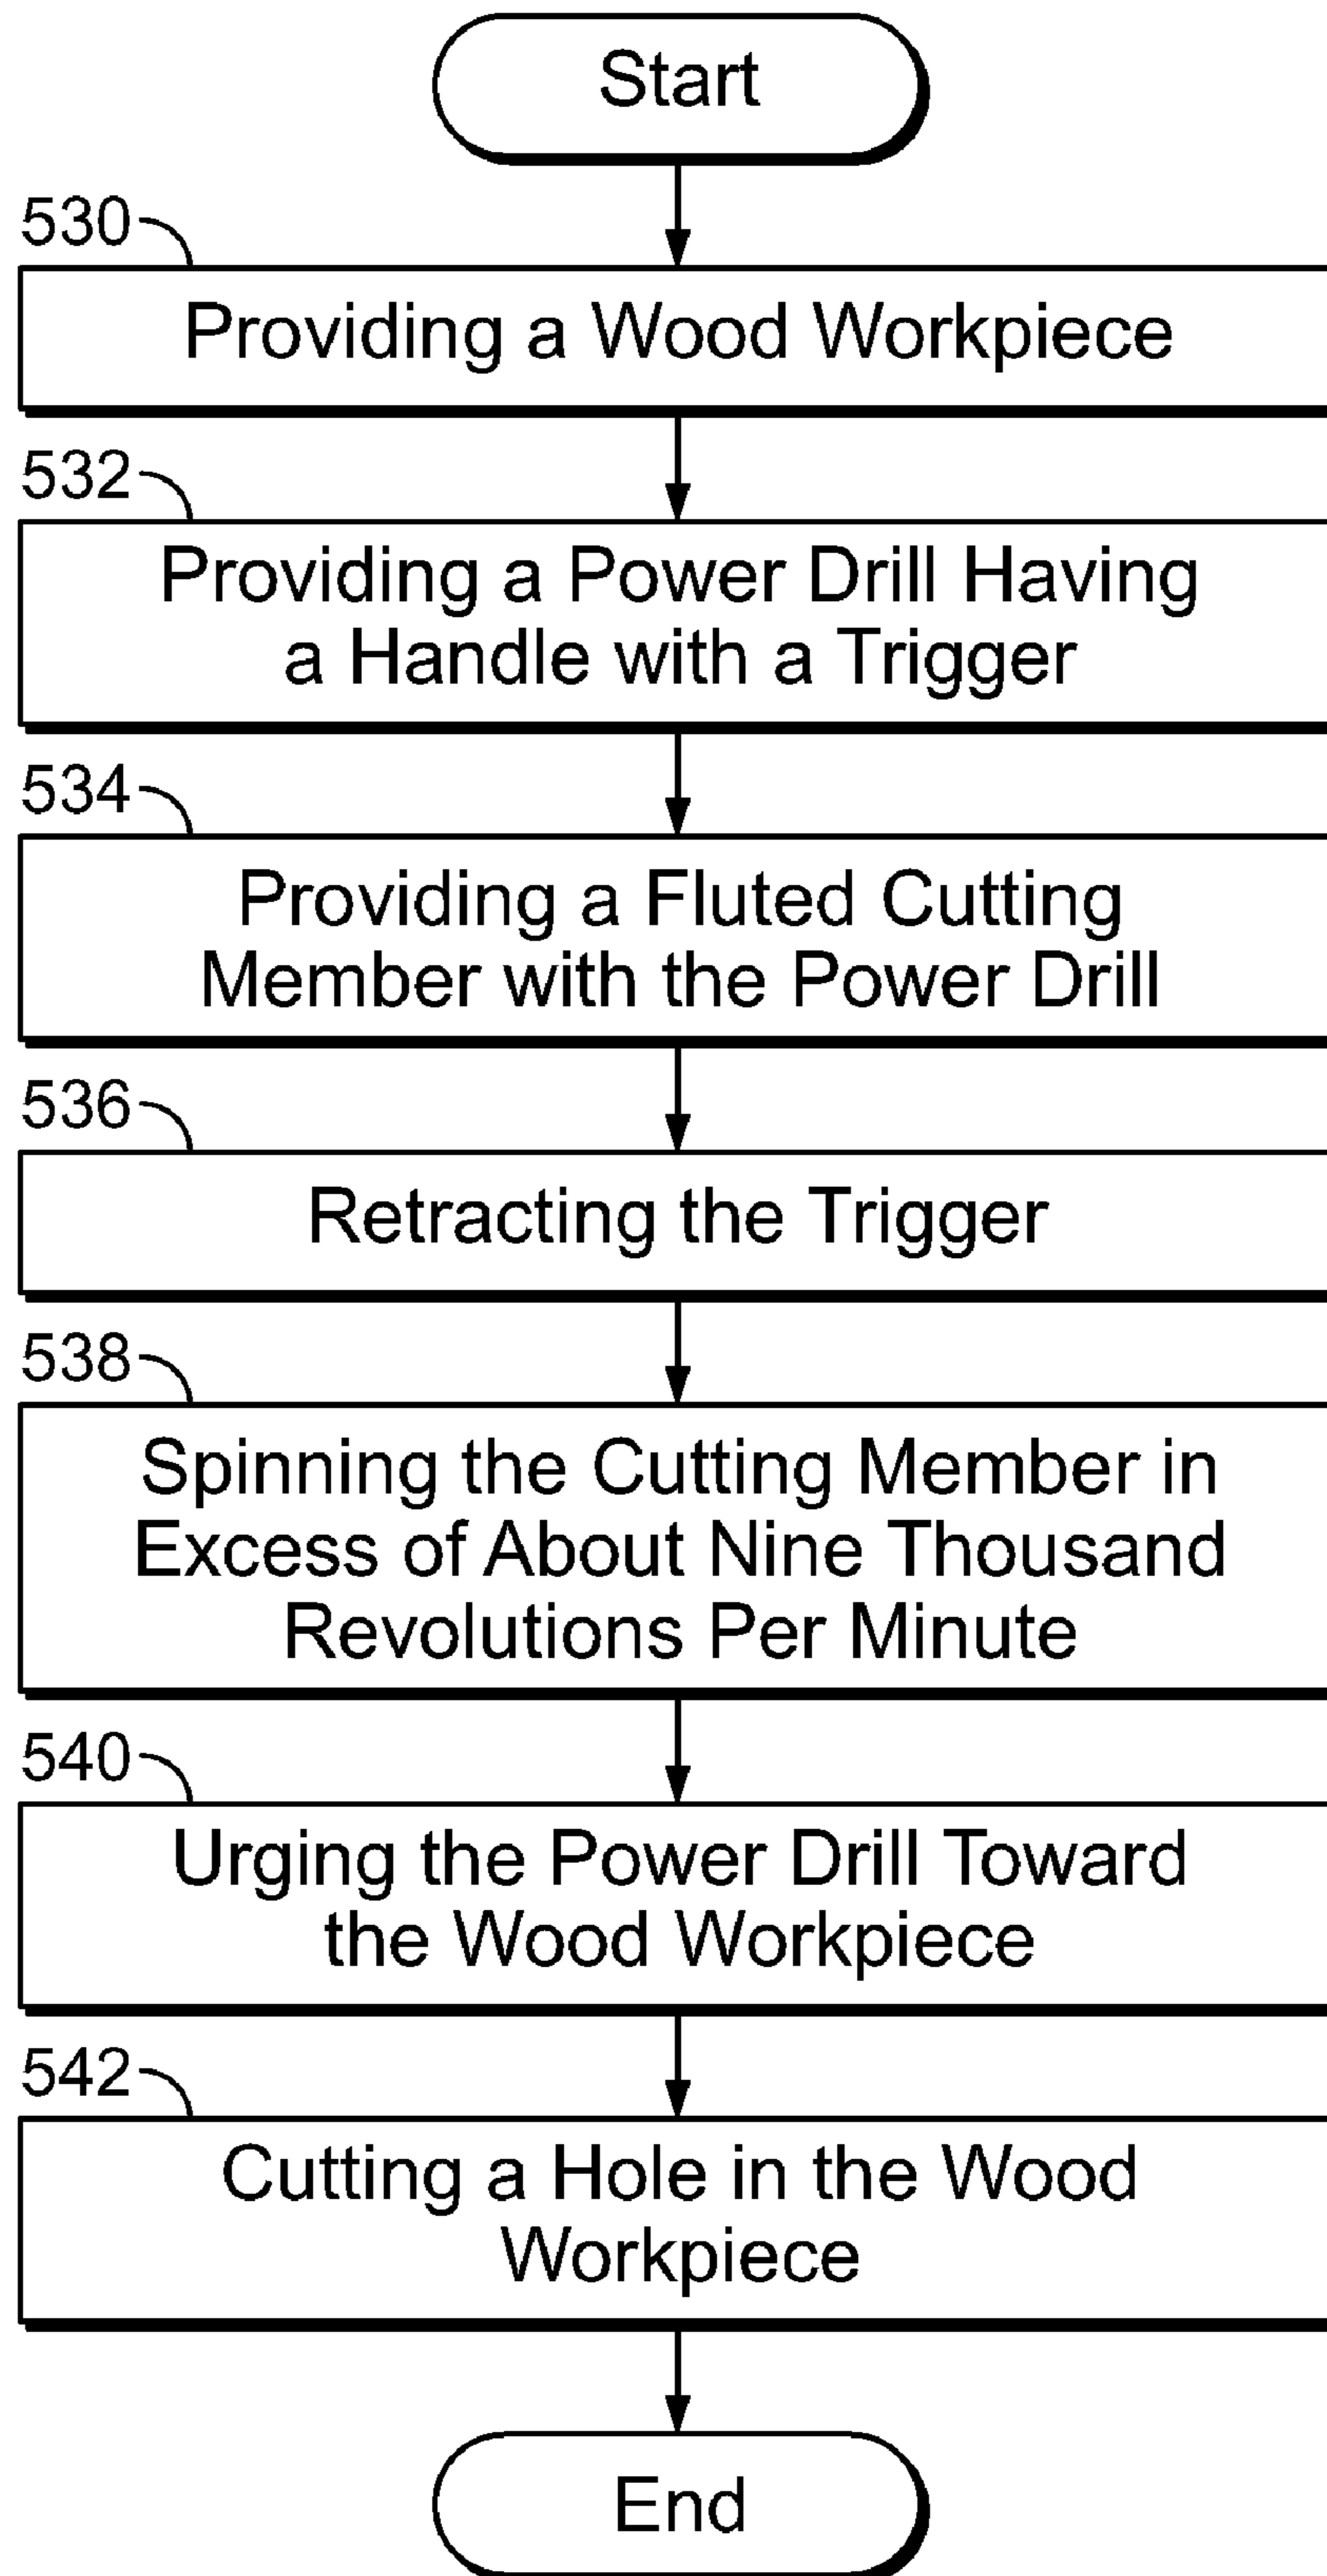 Start
530
Providing a Wood Workpiece
532
Providing a Power Drill Having
a Handle with a Trigger
534
Providing a Fluted Cutting
Member with the Power Drill
536
Retracting the Trigger
538
Spinning the Cutting Member in
Excess of About Nine Thousand
Revolutions Per Minute
540
Urging the Power Drill Toward
the Wood Workpiece
542
Cutting a Hole in the Wood
Workpiece
End